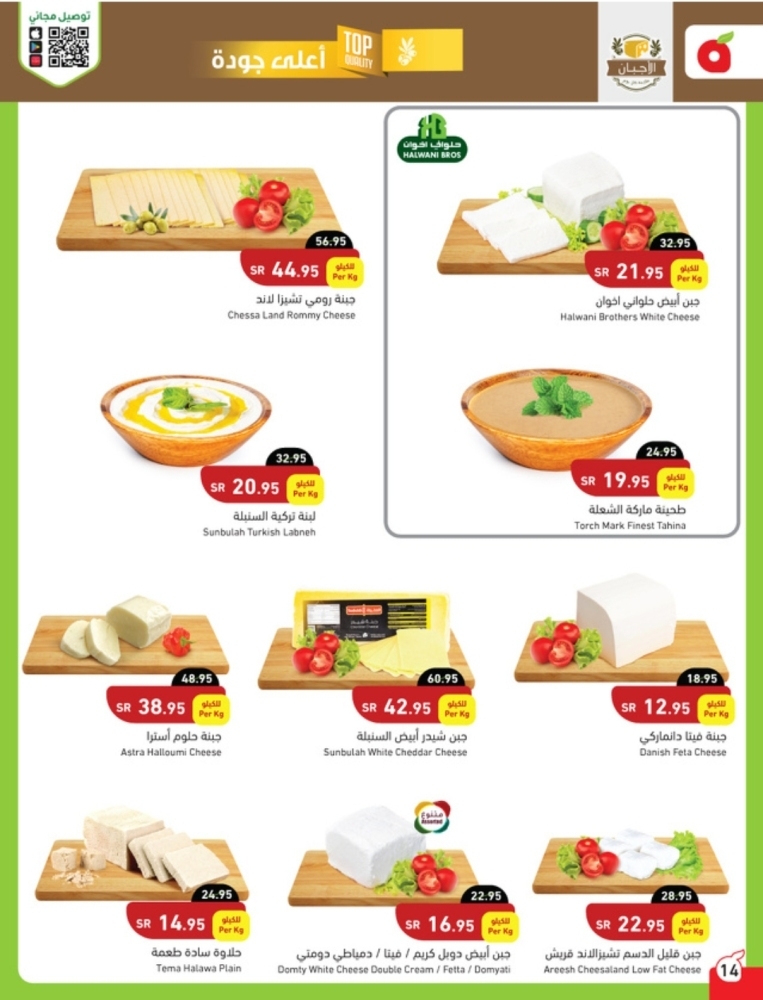 توصيل مجاني
أعلى جودة
TOP
QUALITY
الأجبان
حلواني اخوان
HALWANI BROS
56.95
SR 44.95
للكيلو
Per Kg
جبنة رومي تشيزا لاند
Chessa Land Rommy Cheese
32.95
SR 21.95
للكيلو
Per Kg
جبن أبيض حلواني اخوان
Halwani Brothers White Cheese
32.95
SR 20.95
للكيلو
Per Kg
لبنة تركية السنبلة
Sunbulah Turkish Labneh
24.95
SR 19.95
للكيلو
Per Kg
طحينة ماركة الشعلة
Torch Mark Finest Tahina
48.95
SR 38.95
للكيلو
Per Kg
جبنة حلوم أسترا
Astra Halloumi Cheese
60.95
SR 42.95
للكيلو
Per Kg
جبن شيدر أبيض السنبلة
Sunbulah White Cheddar Cheese
18.95
SR 12.95
للكيلو
Per Kg
جبنة فيتا دانماركي
Danish Feta Cheese
24.95
SR 14.95
للكيلو
Per Kg
حلاوة سادة طعمة
Tema Halawa Plain
متنوع
Assorted
22.95
SR 16.95
للكيلو
Per Kg
جبن أبيض دوبل كريم / فيتا / دمياطي دومتي
Domty White Cheese Double Cream / Fetta / Domyati
28.95
SR 22.95
للكيلو
Per Kg
جبن قليل الدسم تشيزالاند قريش
Areesh Cheesaland Low Fat Cheese
14